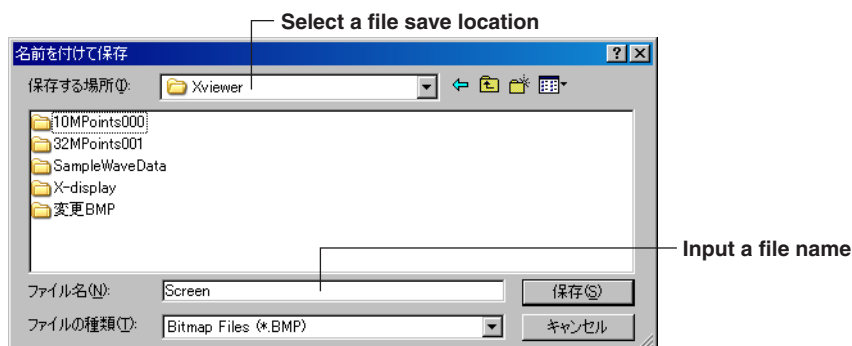 Select a file save location
名前を付けて保存
保存する場所(I): Xviewer
10MPoints000
32MPoints001
SampleWaveData
X-display
変更BMP
Input a file name
ファイル名(N): Screen 保存(S)
ファイルの種類(T): Bitmap Files (*.BMP) キャンセル